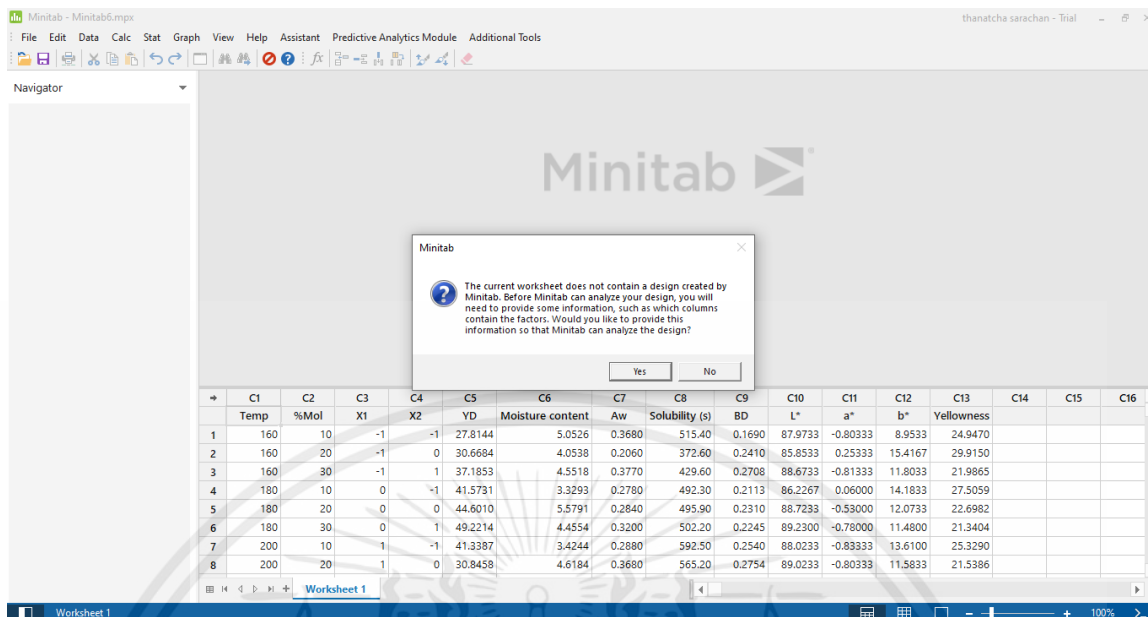 Minitab - Minitab6.mpx
thanatcha sarachan - Trial
File Edit Data Calc Stat Graph View Help Assistant Predictive Analytics Module Additional Tools
Navigator
Minitab
Minitab
The current worksheet does not contain a design created by
Minitab. Before Minitab can analyze your design, you will
need to provide some information, such as which columns
contain the factors. Would you like to provide this
information so that Minitab can analyze the design?
Yes No
C1 C2 C3 C4 C5 C6 C7 C8 C9 C10 C11 C12 C13 C14 C15 C16
Temp %Mol X1 X2 YD Moisture content Aw Solubility (s) BD L* a* b* Yellowness
1 160 10 -1 -1 27.8144 5.0526 0.3680 515.40 0.1690 87.9733 -0.80333 8.9533 24.9470
2 160 20 -1 0 30.6684 4.0538 0.2060 372.60 0.2410 85.8533 0.25333 15.4167 29.9150
3 160 30 -1 1 37.1853 4.5518 0.3770 429.60 0.2708 88.6733 -0.81333 11.8033 21.9865
4 180 10 0 -1 41.5731 3.3293 0.2780 492.30 0.2113 86.2267 0.06000 14.1833 27.5059
5 180 20 0 0 44.6010 5.5791 0.2840 495.90 0.2310 88.7233 -0.53000 12.0733 22.6982
6 180 30 0 1 49.2214 4.4554 0.3200 502.20 0.2245 89.2300 -0.78000 11.4800 21.3404
7 200 10 1 -1 41.3387 3.4244 0.2880 592.50 0.2540 88.0233 -0.83333 13.6100 25.3290
8 200 20 1 0 30.8458 4.6184 0.3680 565.20 0.2754 89.0233 -0.80333 11.5833 21.5386
Worksheet 1
Worksheet 1
100%